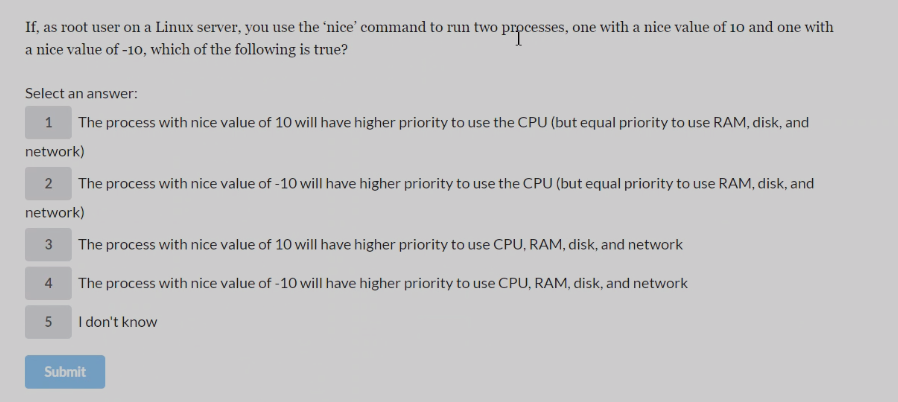 If, as root user on a Linux server, you use the ‘nice’ command to run two processes, one with a nice value of 10 and one with
a nice value of -10, which of the following is true?
Select an answer:
1 The process with nice value of 10 will have higher priority to use the CPU (but equal priority to use RAM, disk, and
network)
2 The process with nice value of -10 will have higher priority to use the CPU (but equal priority to use RAM, disk, and
network)
3 The process with nice value of 10 will have higher priority to use CPU, RAM, disk, and network
4 The process with nice value of -10 will have higher priority to use CPU, RAM, disk, and network
5 I don't know
Submit